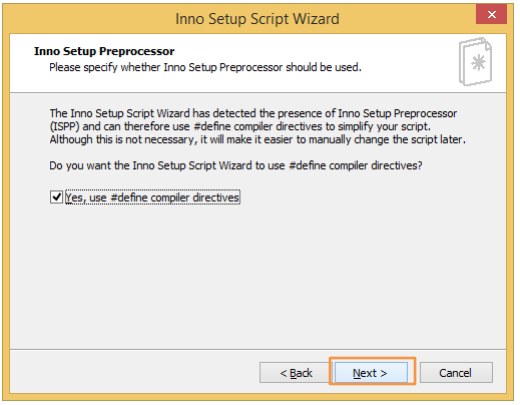 Inno Setup Script Wizard
Inno Setup Preprocessor
Please specify whether Inno Setup Preprocessor should be used.
The Inno Setup Script Wizard has detected the presence of Inno Setup Preprocessor
(ISPP) and can therefore use #define compiler directives to simplify your script.
Although this is not necessary, it will make it easier to manually change the script later.
Do you want the Inno Setup Script Wizard to use #define compiler directives?
Yes, use #define compiler directives
< Back Next > Cancel